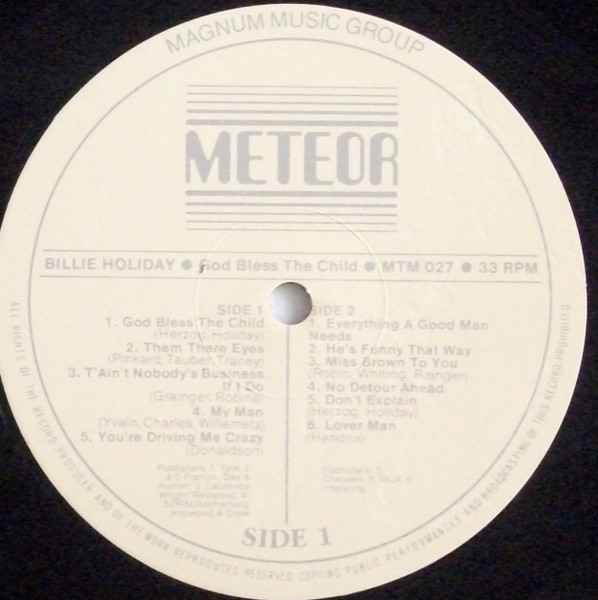 MAGNUM MUSIC GROUP
METEOR
BILLIE HOLIDAY ● God Bless The Child ● MTM 027 ● 33 RPM
SIDE 1
1. God Bless The Child
(Herzog, Holiday)
2. Them There Eyes
(Pinkard, Tauber, Tracey)
3. T'Ain't Nobody's Business
If I Do
(Grainger, Robins)
4. My Man
(Yvain, Charles, Willemetz)
5. You're Driving Me Crazy
(Donaldson)
SIDE 2
1. Everything A Good Man
Needs
2. He's Funny That Way
3. Miss Brown To You
(Robin, Whiting, Rainger)
4. No Detour Ahead
5. Don't Explain
(Herzog, Holiday)
6. Lover Man
(Hendrix)
SIDE 1
ALL RIGHTS OF THE RECORD PRODUCER AND OF THE WORK REPRODUCED RESERVED COPYING PUBLIC PERFORMANCES AND BROADCASTING OF THIS RECORD PROHIBITED